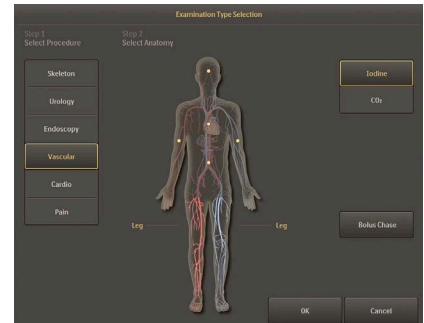 Examination Type Selection
Step 1
Select Procedure
Step 2
Select Anatomy
Skeleton
Urology
Endoscopy
Vascular
Cardio
Pain
Iodine
CO₂
Leg
Leg
Bolus Chase
OK
Cancel